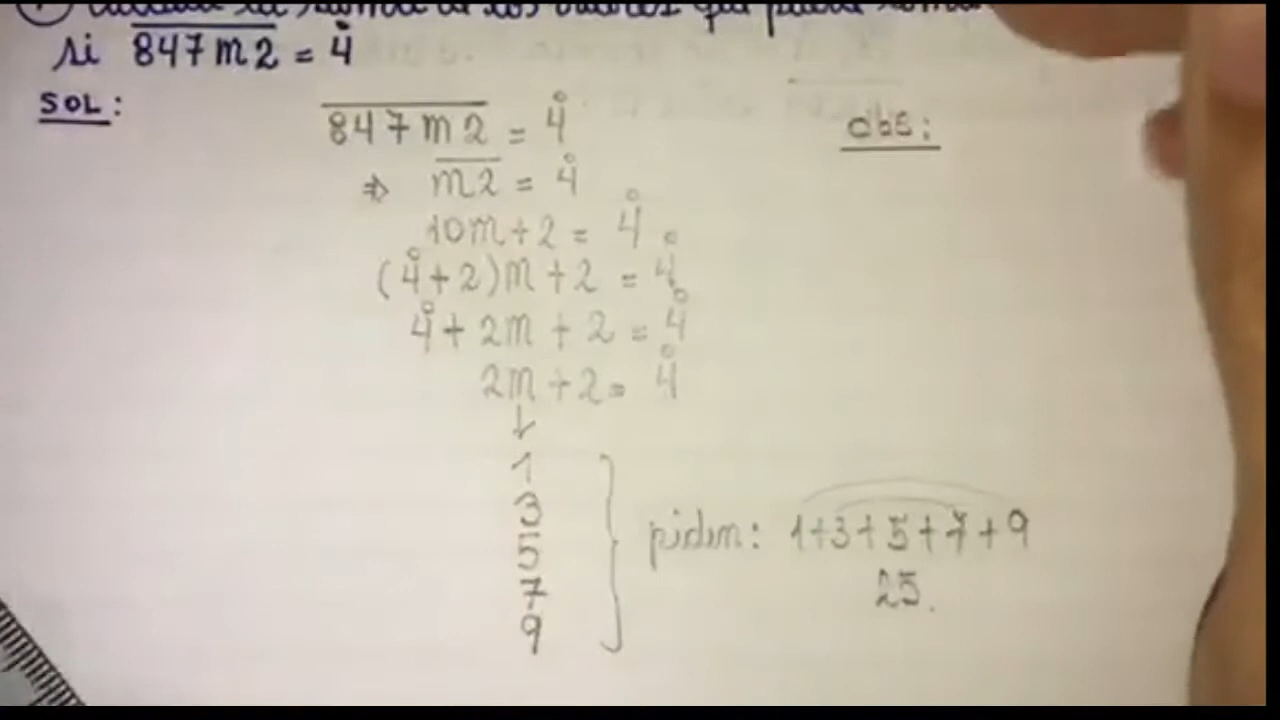 si 847m2 = 4̊
SOL:
847m2 = 4̊
obs:
⇒ m2 = 4̊
10m + 2 = 4̊
(4̊ + 2)m + 2 = 4̊
4̊ + 2m + 2 = 4̊
2m + 2 = 4̊
↓
1
3
5
7
9
piden: 1+3+5+7+9
25.